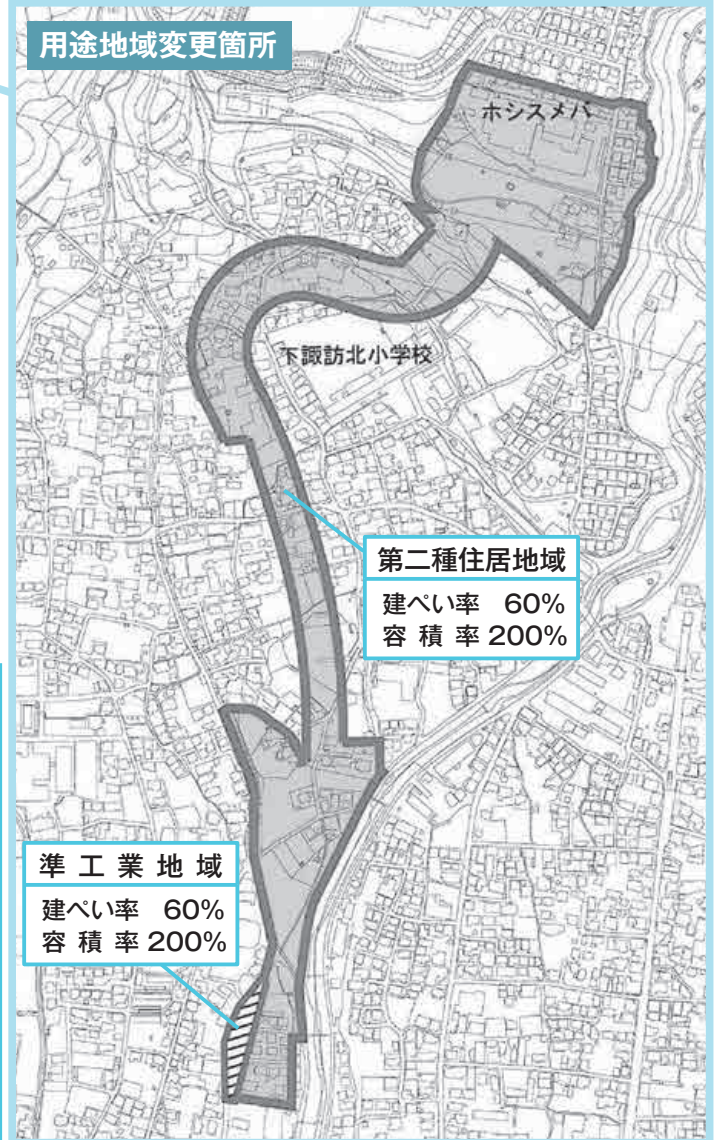 用途地域変更箇所
ホシスメバ
下諏訪北小学校
第二種住居地域
建ぺい率 60%
容積率 200%
準工業地域
建ぺい率 60%
容積率 200%